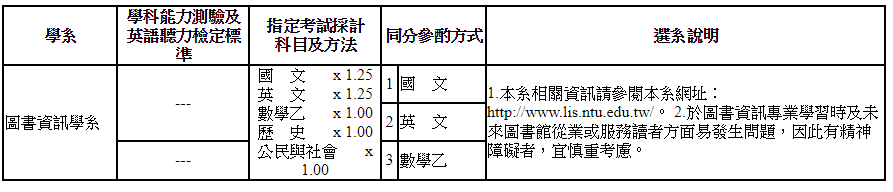 學系
學科能力測驗及
英語聽力檢定標
準
指定考試採計
科目及方法
同分參酌方式
選系說明
圖書資訊學系
---
---
國　文　　x 1.25
英　文　　x 1.25
數學乙　　x 1.00
歷　史　　x 1.00
公民與社會　　x
1.00
1 國　文
2 英　文
3 數學乙
1.本系相關資訊請參閱本系網址：
http://www.lis.ntu.edu.tw/。 2.於圖書資訊專業學習時及未
來圖書館從業或服務讀者方面易發生問題，因此有精神
障礙者，宜慎重考慮。